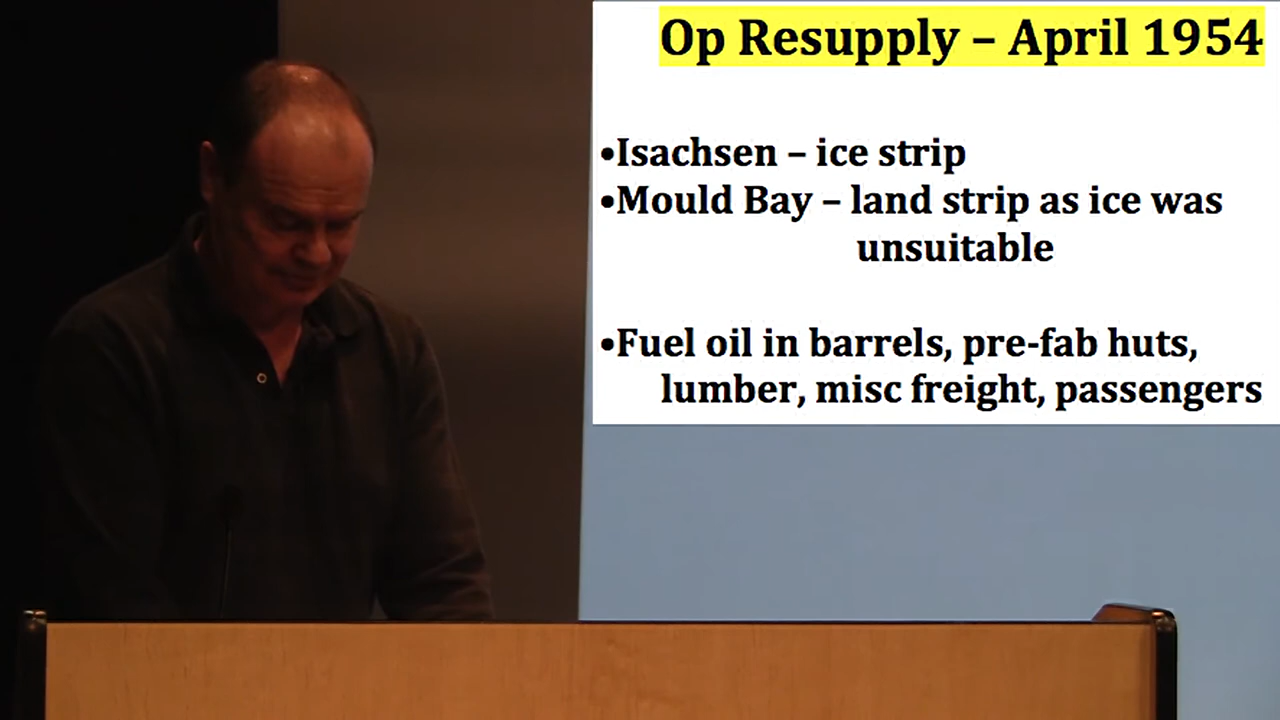 Op Resupply – April 1954
•Isachsen – ice strip
•Mould Bay – land strip as ice was
unsuitable
•Fuel oil in barrels, pre-fab huts,
lumber, misc freight, passengers